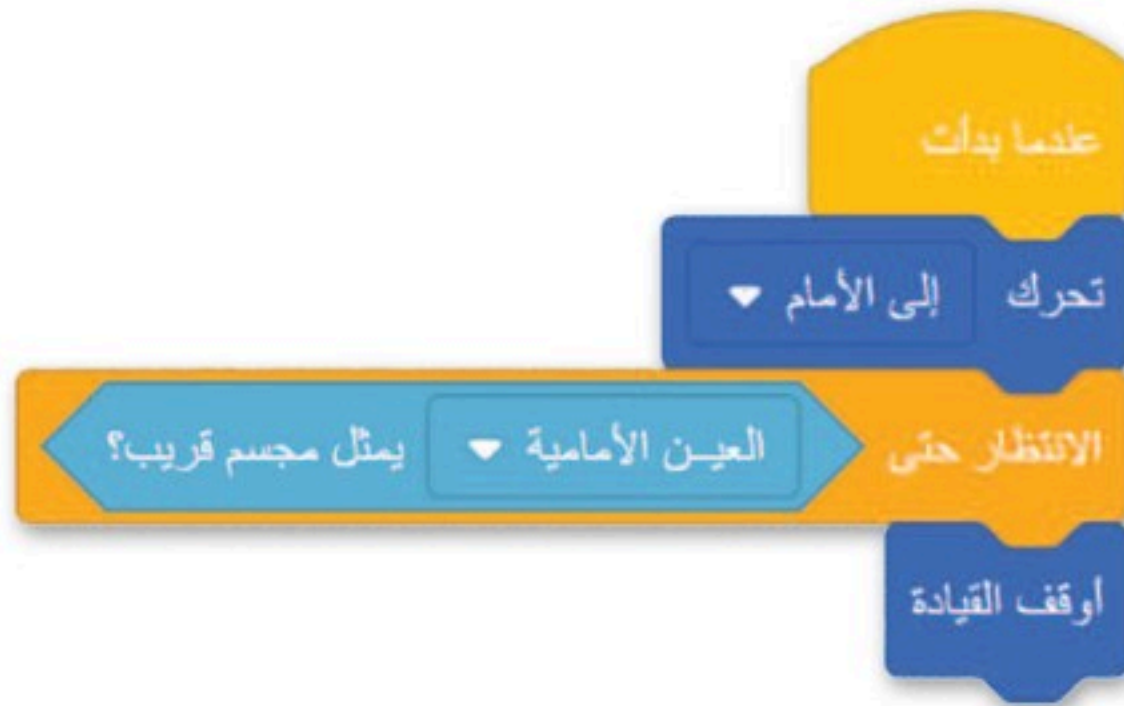 عندما بدأت
تحرك إلى الأمام
الانتظار حتى العين الأمامية يمثل مجسم قريب؟
أوقف القيادة